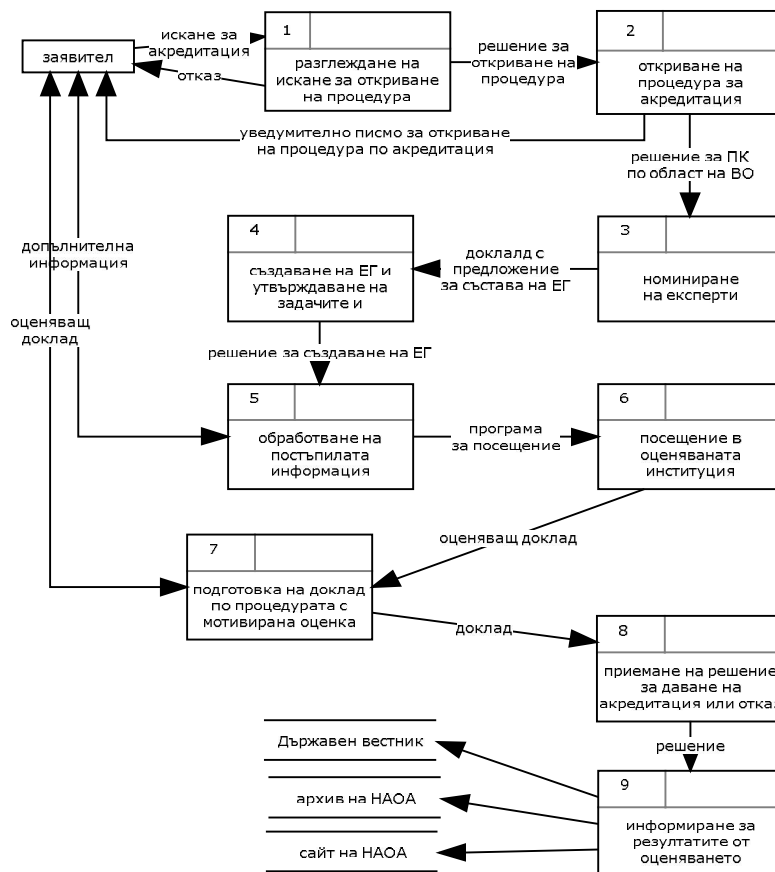 искане за
акредитация
заявител
отказ
1
разглеждане на
искане за откриване
на процедура
решение за
откриване на
процедура
2
откриване на
процедура за
акредитация
уведумително писмо за откриване
на процедура по акредитация
решение за ПК
по област на ВО
3
номиниране
на експерти
докалд с
предложение
за състава на ЕГ
4
създаване на ЕГ и
утвърждаване на
задачите и
допълнителна
информация
оценяващ
доклад
решение за създаване на ЕГ
5
обработване на
постъпилата
информация
програма
за посещение
6
посещение в
оценяваната
институция
оценяващ доклад
7
подготовка на доклад
по процедурата с
мотивирана оценка
доклад
8
приемане на решение
за даване на
акредитация или отказ
решение
9
информиране за
резултатите от
оценяването
Държавен вестник
архив на НАОА
сайт на НАОА